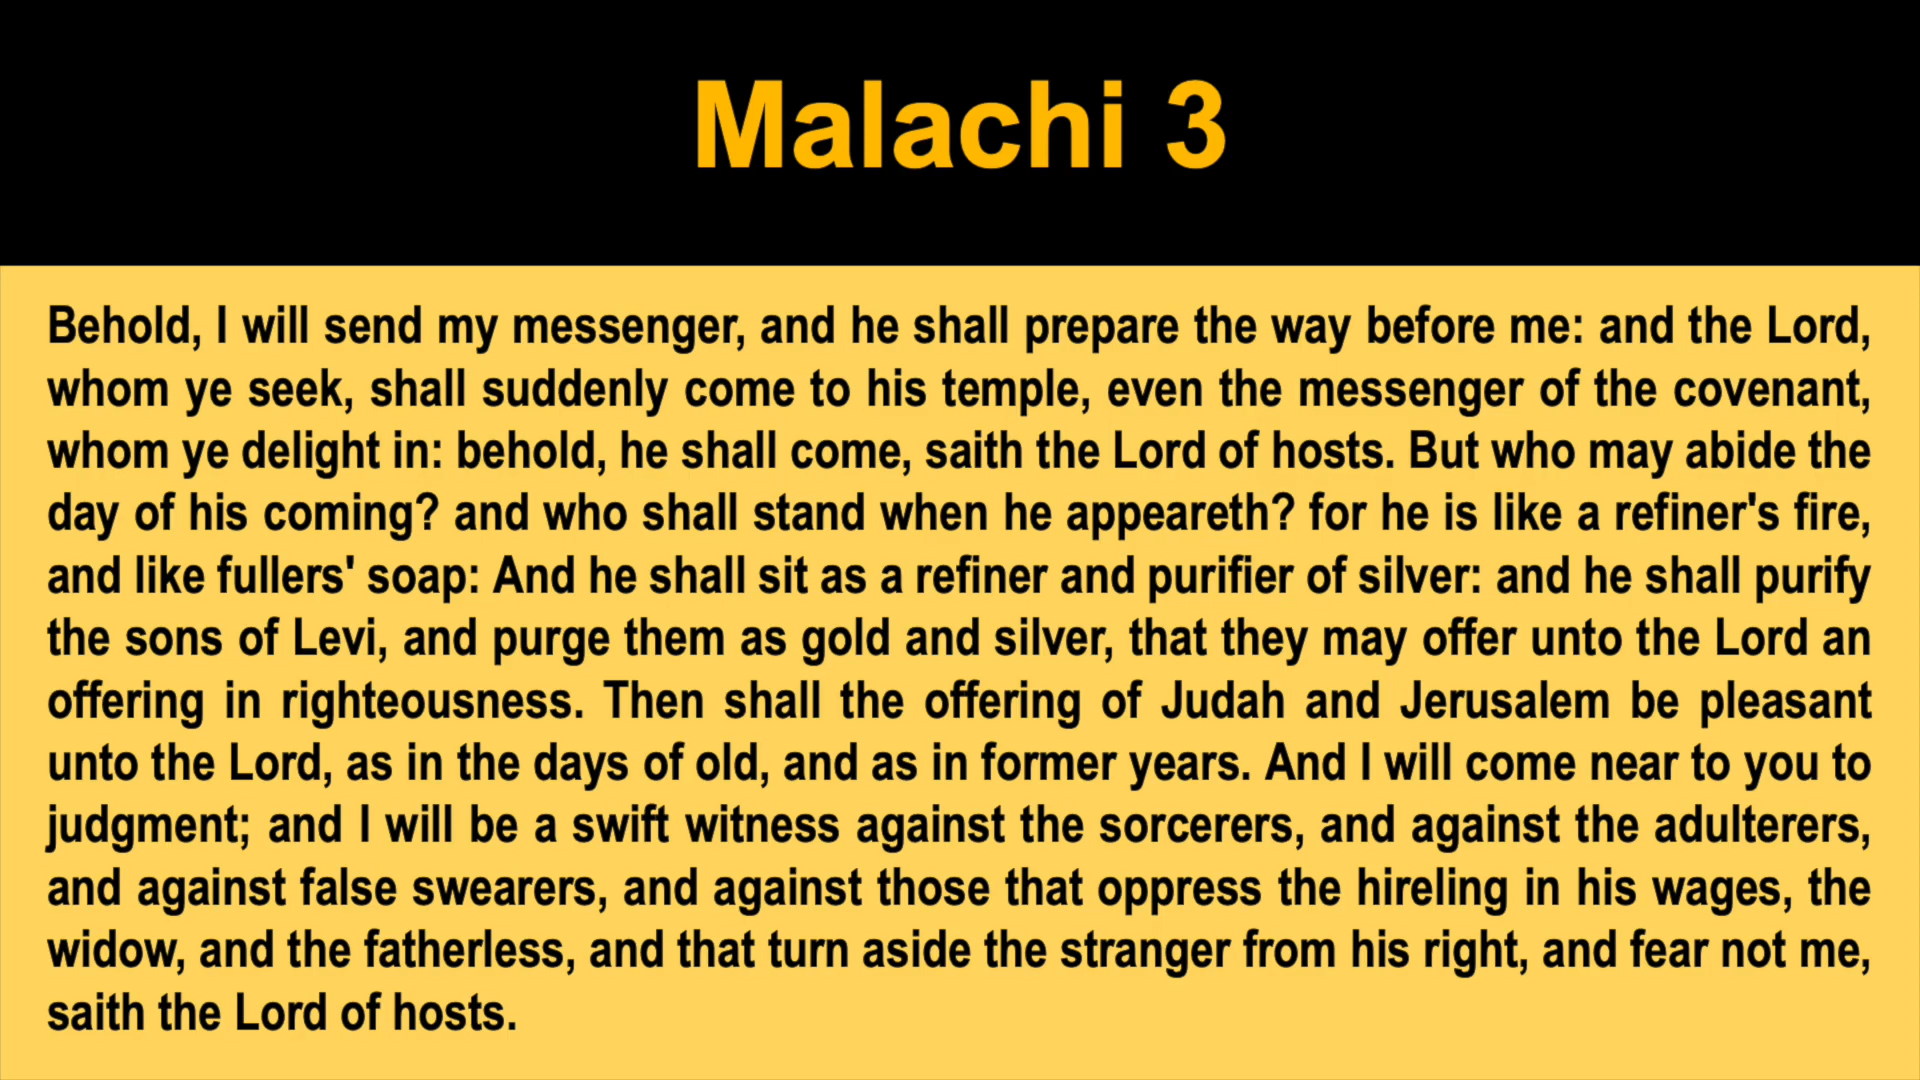 Malachi 3
Behold, I will send my messenger, and he shall prepare the way before me: and the Lord,
whom ye seek, shall suddenly come to his temple, even the messenger of the covenant,
whom ye delight in: behold, he shall come, saith the Lord of hosts. But who may abide the
day of his coming? and who shall stand when he appeareth? for he is like a refiner's fire,
and like fullers' soap: And he shall sit as a refiner and purifier of silver: and he shall purify
the sons of Levi, and purge them as gold and silver, that they may offer unto the Lord an
offering in righteousness. Then shall the offering of Judah and Jerusalem be pleasant
unto the Lord, as in the days of old, and as in former years. And I will come near to you to
judgment; and I will be a swift witness against the sorcerers, and against the adulterers,
and against false swearers, and against those that oppress the hireling in his wages, the
widow, and the fatherless, and that turn aside the stranger from his right, and fear not me,
saith the Lord of hosts.